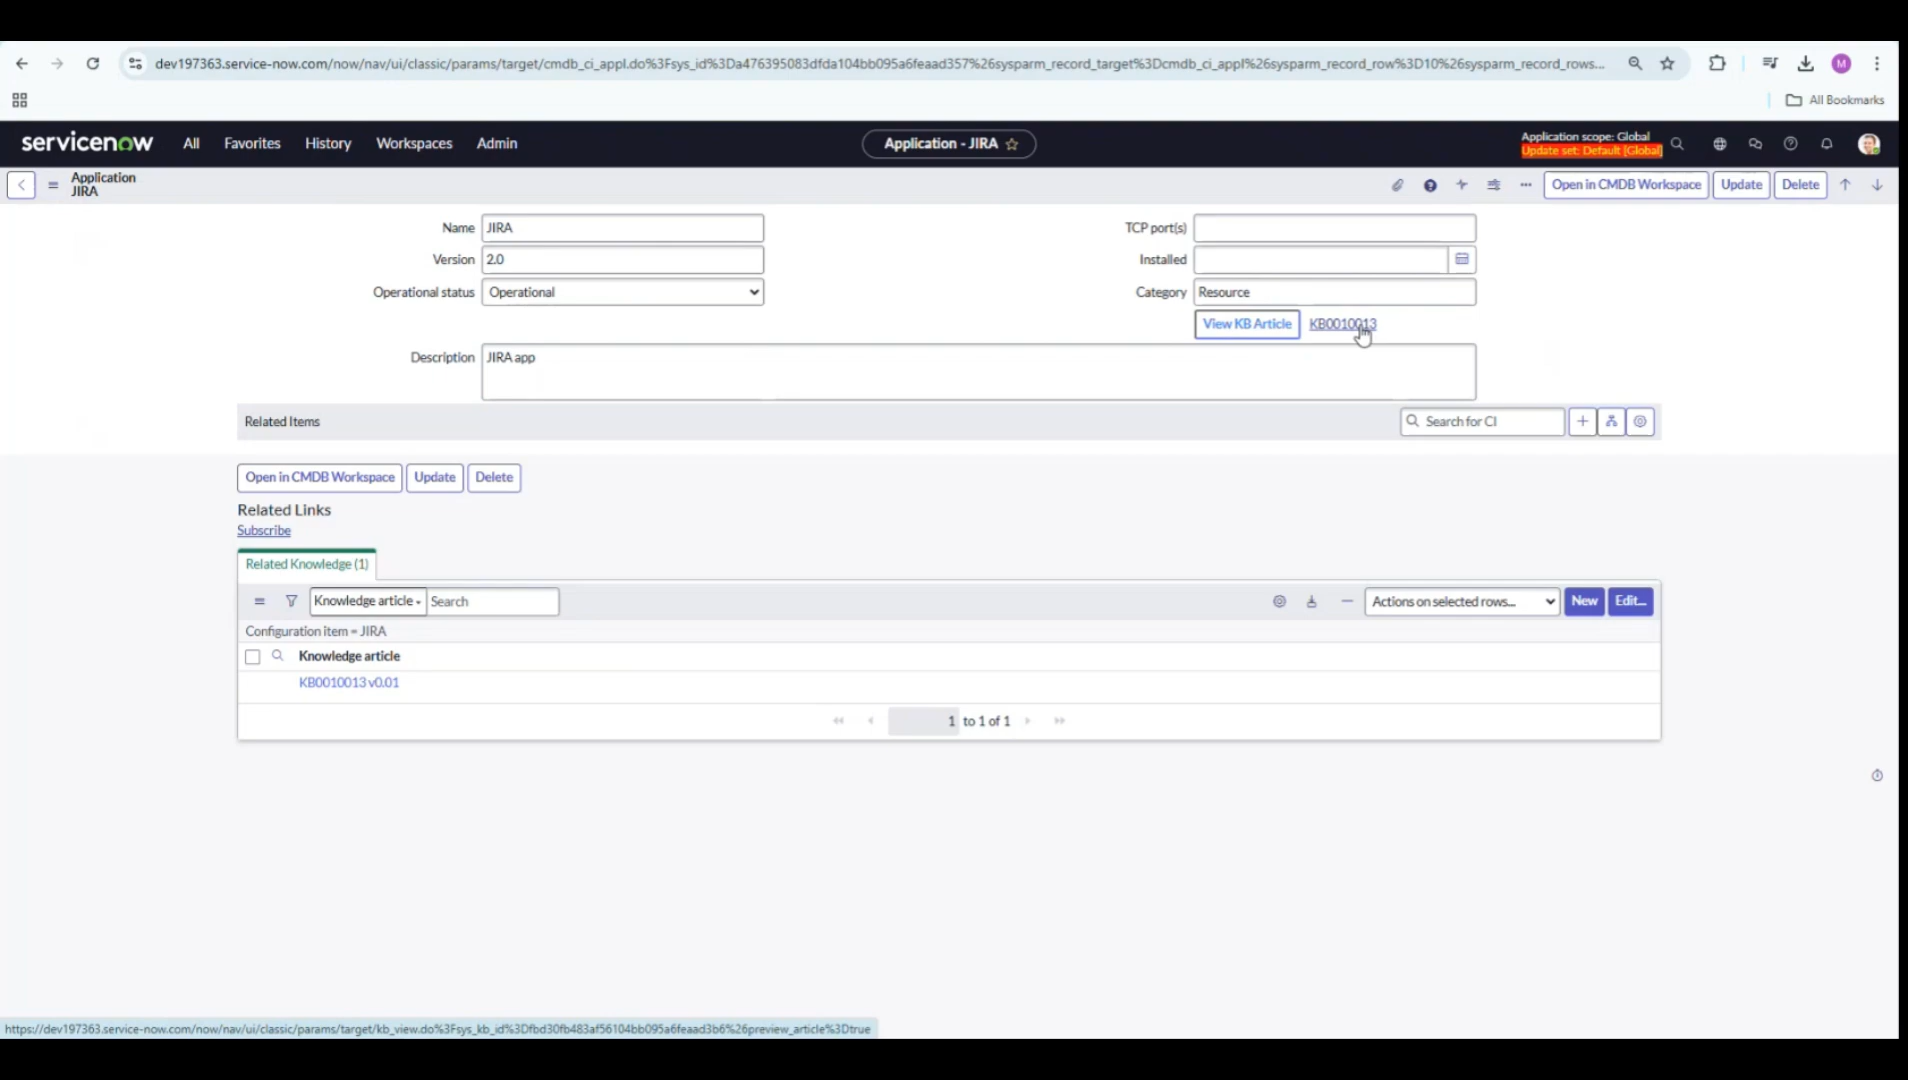 dev197363.service-now.com/now/nav/ui/classic/params/target/cmdb_ci_appl.do%3Fsys_id%3Da476395083dfda104bb095a6feaad357%26sysparm_record_target%3Dcmdb_ci_appl%26sysparm_record_row%3D10%26sysparm_record_rows...
M
All Bookmarks
servicenow All Favorites History Workspaces Admin
Application - JIRA
Application scope: Global
Update set: Default [Global]
Application
JIRA
Open in CMDB Workspace Update Delete
Name JIRA
TCP port(s)
Version 2.0
Installed
Operational status Operational
Category Resource
View KB Article KB0010013
Description JIRA app
Related Items
Search for CI
Open in CMDB Workspace Update Delete
Related Links
Subscribe
Related Knowledge (1)
Knowledge article Search
Actions on selected rows... New Edit...
Configuration item = JIRA
Knowledge article
KB0010013 v0.01
1 to 1 of 1
https://dev197363.service-now.com/now/nav/ui/classic/params/target/kb_view.do%3Fsys_kb_id%3Dfbd30fb483af56104bb095a6feaad3b6%26preview_article%3Dtrue